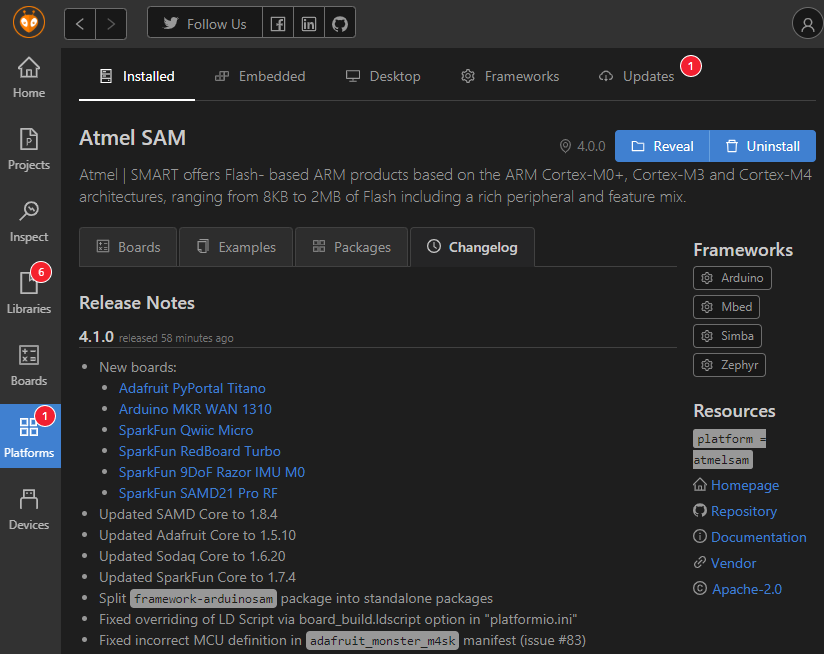 Follow Us
Home
Projects
Inspect
6
Libraries
Boards
1
Platforms
Devices
Installed
Embedded
Desktop
Frameworks
Updates
1
Atmel SAM
4.0.0
Reveal
Uninstall
Atmel | SMART offers Flash- based ARM products based on the ARM Cortex-M0+, Cortex-M3 and Cortex-M4
architectures, ranging from 8KB to 2MB of Flash including a rich peripheral and feature mix.
Boards
Examples
Packages
Changelog
Release Notes
4.1.0 released 58 minutes ago
New boards:
Adafruit PyPortal Titano
Arduino MKR WAN 1310
SparkFun Qwiic Micro
SparkFun RedBoard Turbo
SparkFun 9DoF Razor IMU M0
SparkFun SAMD21 Pro RF
Updated SAMD Core to 1.8.4
Updated Adafruit Core to 1.5.10
Updated Sodaq Core to 1.6.20
Updated SparkFun Core to 1.7.4
Split framework-arduinosam package into standalone packages
Fixed overriding of LD Script via board_build.ldscript option in "platformio.ini"
Fixed incorrect MCU definition in adafruit_monster_m4sk manifest (issue #83)
Frameworks
Arduino
Mbed
Simba
Zephyr
Resources
platform =
atmelsam
Homepage
Repository
Documentation
Vendor
Apache-2.0